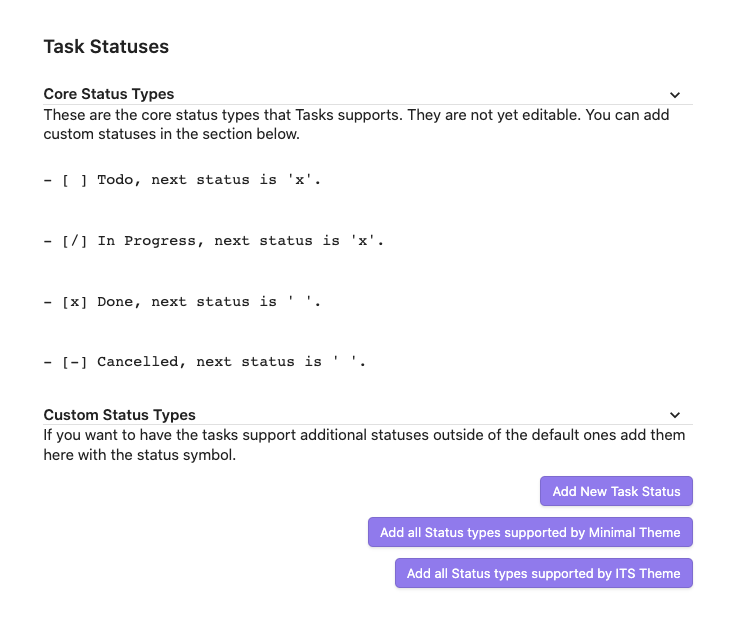 Task Statuses
Core Status Types
These are the core status types that Tasks supports. They are not yet editable. You can add
custom statuses in the section below.
- [ ] Todo, next status is 'x'.
- [/] In Progress, next status is 'x'.
- [x] Done, next status is ' '.
- [-] Cancelled, next status is ' '.
Custom Status Types
If you want to have the tasks support additional statuses outside of the default ones add them
here with the status symbol.
Add New Task Status
Add all Status types supported by Minimal Theme
Add all Status types supported by ITS Theme